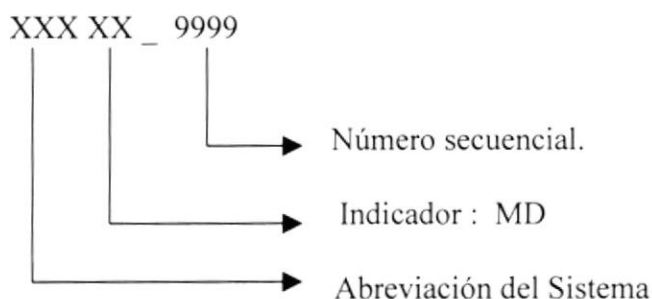 XXX XX _ 9999
Número secuencial.
Indicador : MD
Abreviación del Sistema